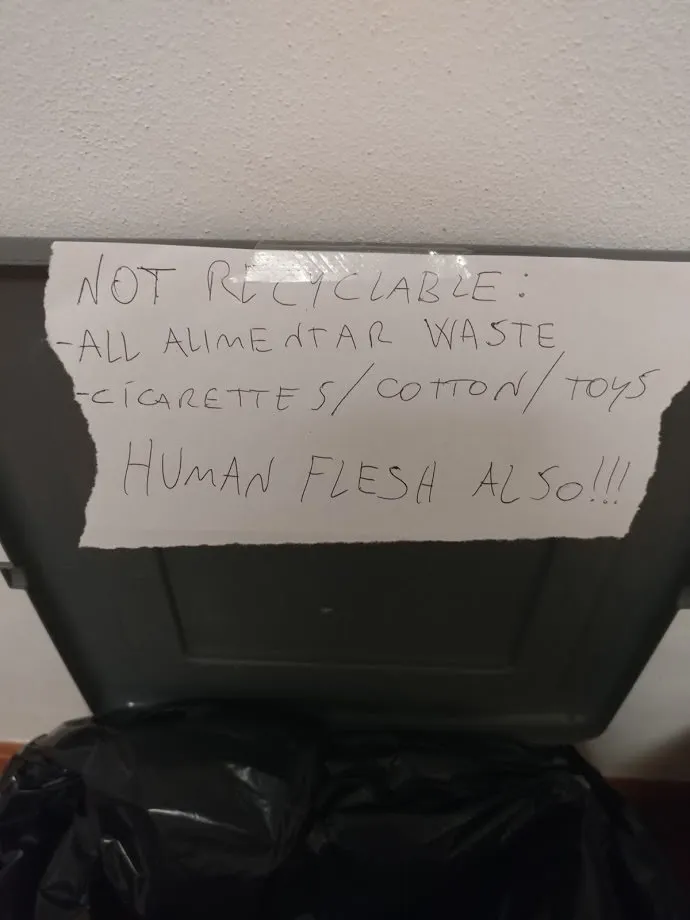 NOT RECYCLABLE:
-ALL ALIMENTAR WASTE
-CIGARETTES/COTTON/TOYS
HUMAN FLESH ALSO!!!